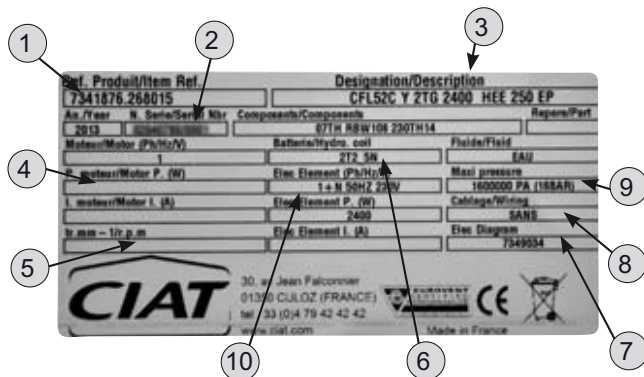 1
2
3
Ref. Produit/Item Ref. Designation/Description
7341876.268015 CFL52C Y 2TG 2400 HEE 250 EP
An./Year N. Serie/Serial Nbr Components/Components Repere/Part
2013 07TH RBW106 230TH14
Moteur/Motor (Ph/Hz/V) Batterie/Hydro. coil Fluide/Fluid
1 2T2 5N EAU
4 moteur/Motor P. (W) Elec Element (Ph/Hz/V) Maxi pressure 9
1+N 50HZ 230V 1600000 PA (16BAR)
I. moteur/Motor I. (A) Elec Element P. (W) Cablage/Wiring
2400 SANS 8
tr.mm - 1/r.p.m Elec Element I. (A) Elec Diagram
5 7349534
CIAT
30, av Jean Falconnier
01350 CULOZ (FRANCE)
tel 33 (0)4 79 42 42 42
www.ciat.com
CE
Made in France
10
6
7